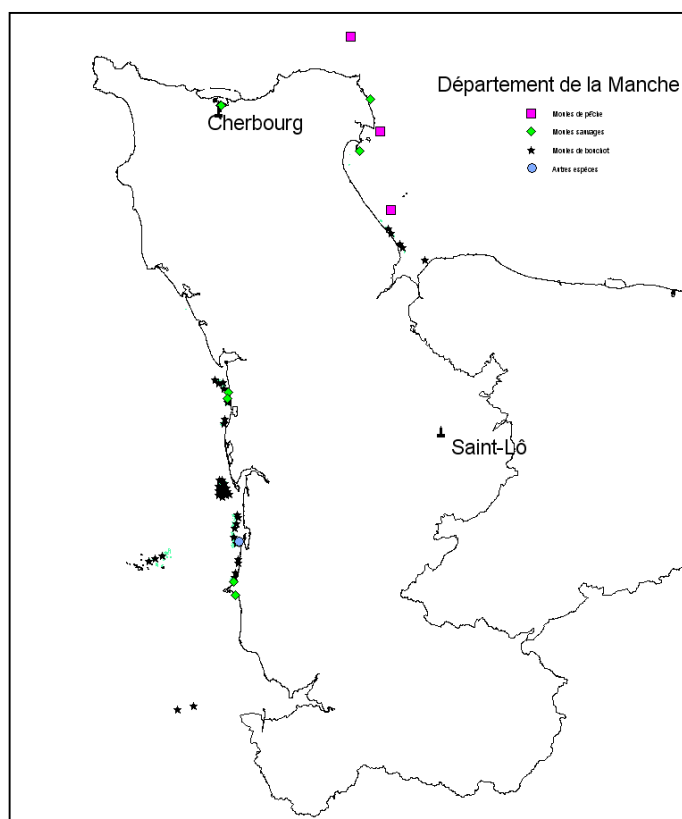 Département de la Manche
Moules de pêche
Cherbourg
Moules sauvages
Moules de bouchot
Autres espèces
Saint-Lô